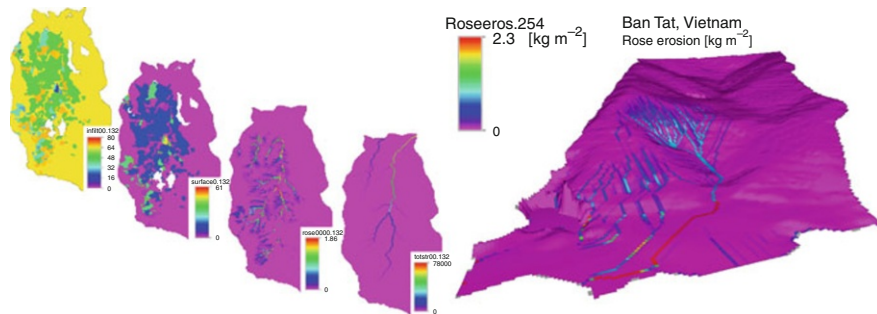 infilt00.132
80
64
48
32
16
0
surface0.132
61
0
rose0000.132
1.86
0
totstr00.132
78000
0
Roseeros.254
2.3 [kg m⁻²]
0
Ban Tat, Vietnam
Rose erosion [kg m⁻²]